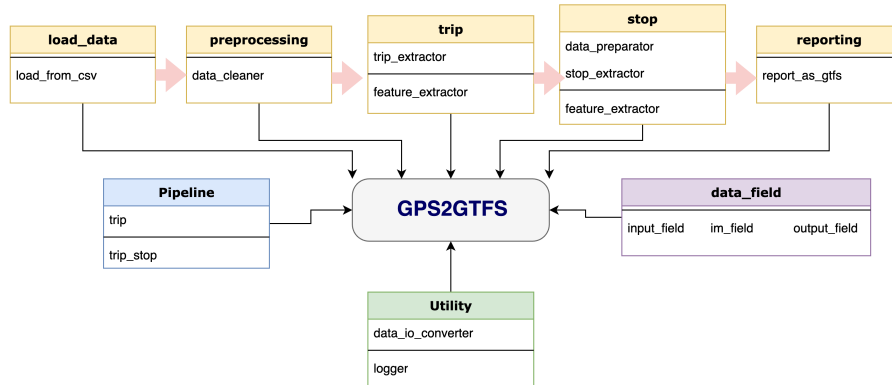 load_data
load_from_csv
preprocessing
data_cleaner
trip
trip_extractor
feature_extractor
stop
data_preparator
stop_extractor
feature_extractor
reporting
report_as_gtfs
Pipeline
trip
trip_stop
GPS2GTFS
data_field
input_field im_field output_field
Utility
data_io_converter
logger